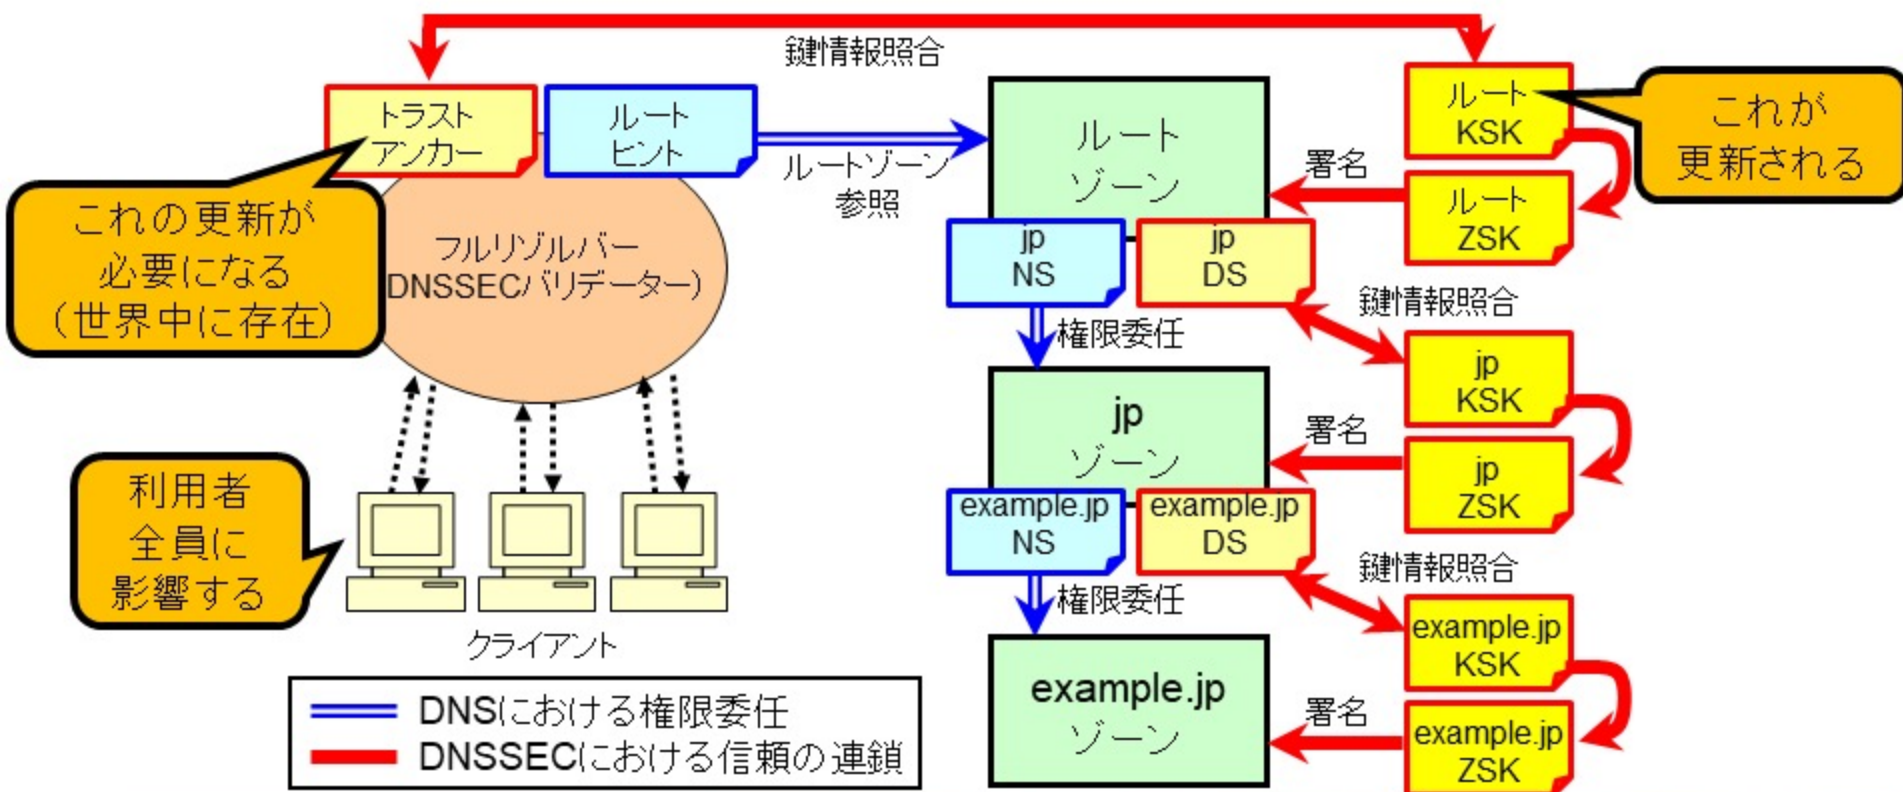 鍵情報照合
トラスト
アンカー
ルート
ヒント
ルートゾーン
参照
ルート
ゾーン
署名
ルート
KSK
ルート
ZSK
これが
更新される
これの更新が
必要になる
（世界中に存在）
フルリゾルバー
DNSSECバリデーター）
jp
NS
jp
DS
鍵情報照合
権限委任
jp
KSK
jp
ゾーン
署名
jp
ZSK
利用者
全員に
影響する
クライアント
example.jp
NS
example.jp
DS
鍵情報照合
権限委任
example.jp
KSK
example.jp
ゾーン
署名
example.jp
ZSK
DNSにおける権限委任
DNSSECにおける信頼の連鎖